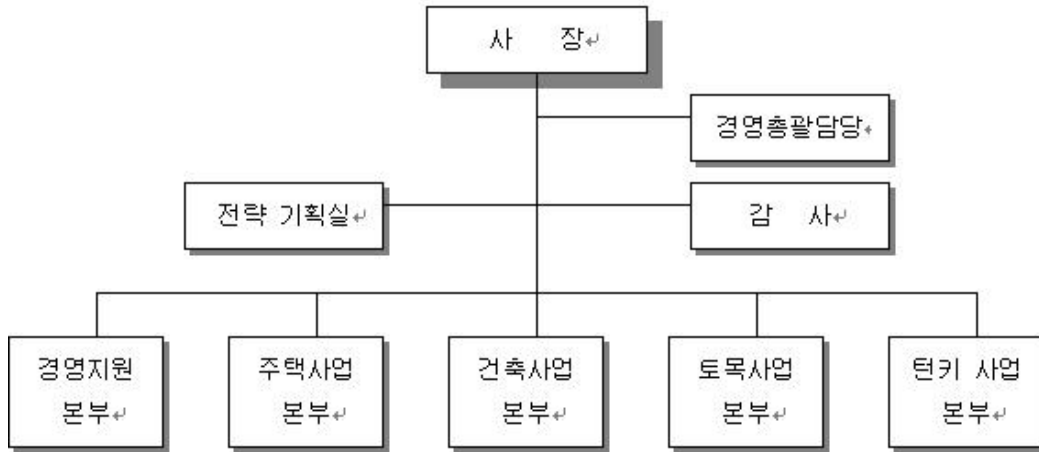 사 장
경영총괄담당
전략 기획실
감 사
경영지원
본부
주택사업
본부
건축사업
본부
토목사업
본부
턴키 사업
본부